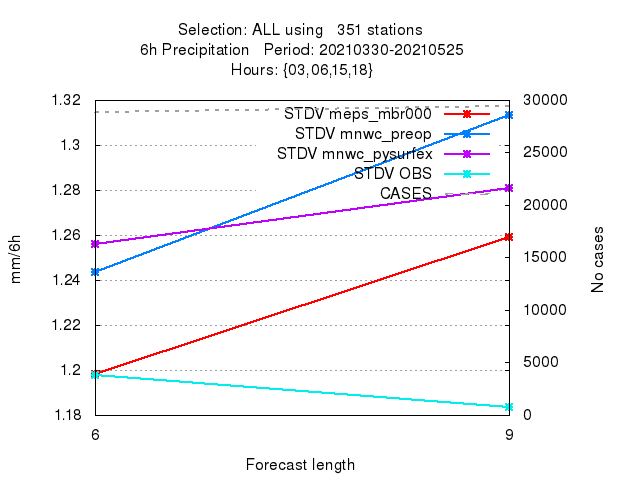 Selection: ALL using   351 stations
6h Precipitation   Period: 20210330-20210525
Hours: {03,06,15,18}
1.32
1.3
1.28
1.26
1.24
1.22
1.2
1.18
mm/6h
STDV meps_mbr000
STDV mnwc_preop
STDV mnwc_pysurfex
STDV OBS
CASES
30000
25000
20000
15000
10000
5000
0
No cases
6
9
Forecast length